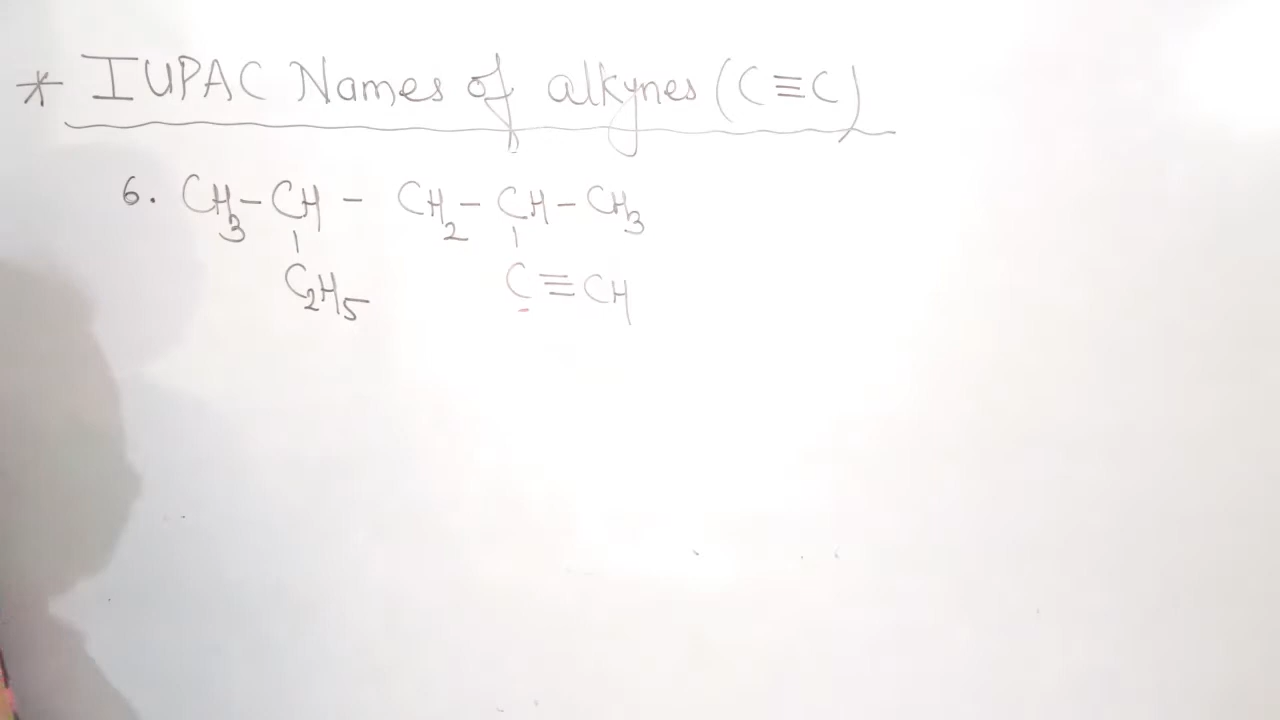 * IUPAC Names of alkynes (C≡C)
6. CH₃-CH - CH₂-CH-CH₃
| |
C₂H₅ C≡CH